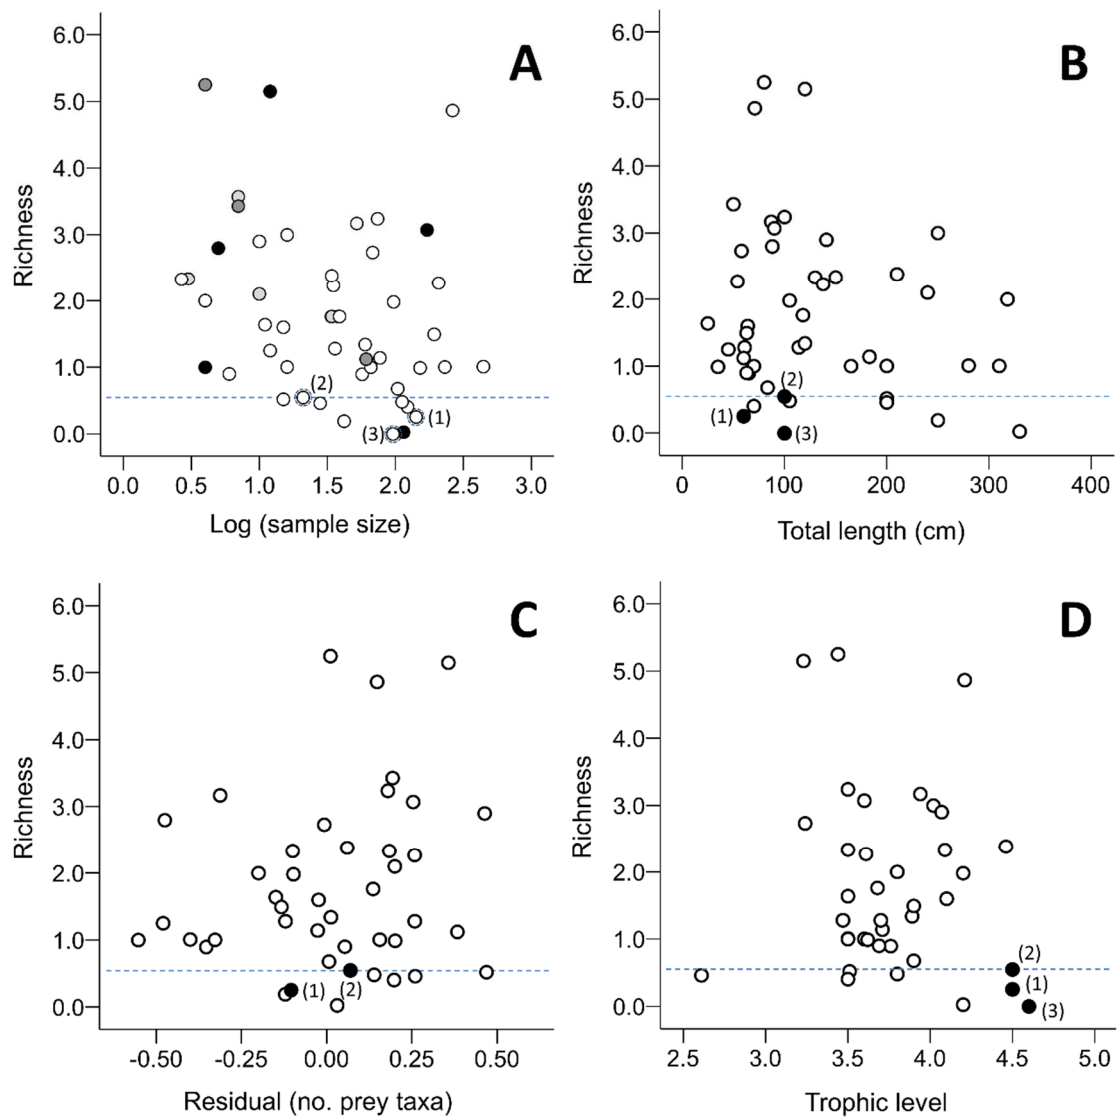 A
Richness
6.0
5.0
4.0
3.0
2.0
1.0
0.0
(2)
(1)
(3)
0.0 0.5 1.0 1.5 2.0 2.5 3.0
Log (sample size)
B
Richness
6.0
5.0
4.0
3.0
2.0
1.0
0.0
(2)
(1)
(3)
0 100 200 300 400
Total length (cm)
C
Richness
6.0
5.0
4.0
3.0
2.0
1.0
0.0
(1) (2)
-0.50 -0.25 0.00 0.25 0.50
Residual (no. prey taxa)
D
Richness
6.0
5.0
4.0
3.0
2.0
1.0
0.0
(2)
(1)
(3)
2.5 3.0 3.5 4.0 4.5 5.0
Trophic level